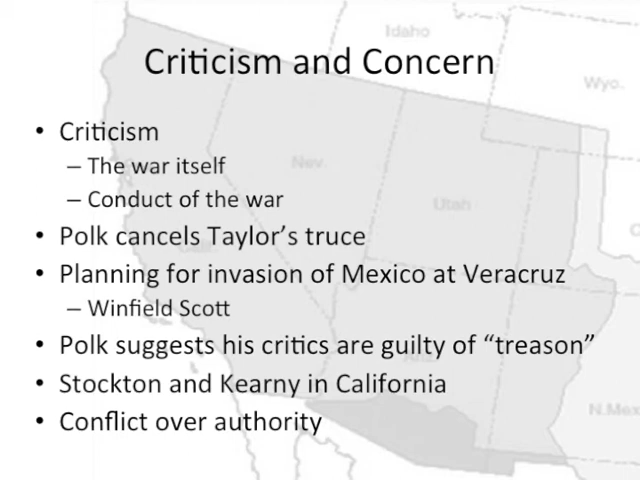 Criticism and Concern
Idaho
Wyo.
• Criticism
– The war itself
Nev.
– Conduct of the war
Utah
• Polk cancels Taylor's truce
• Planning for invasion of Mexico at Veracruz
– Winfield Scott
• Polk suggests his critics are guilty of "treason"
• Stockton and Kearny in California
N.Mex
• Conflict over authority